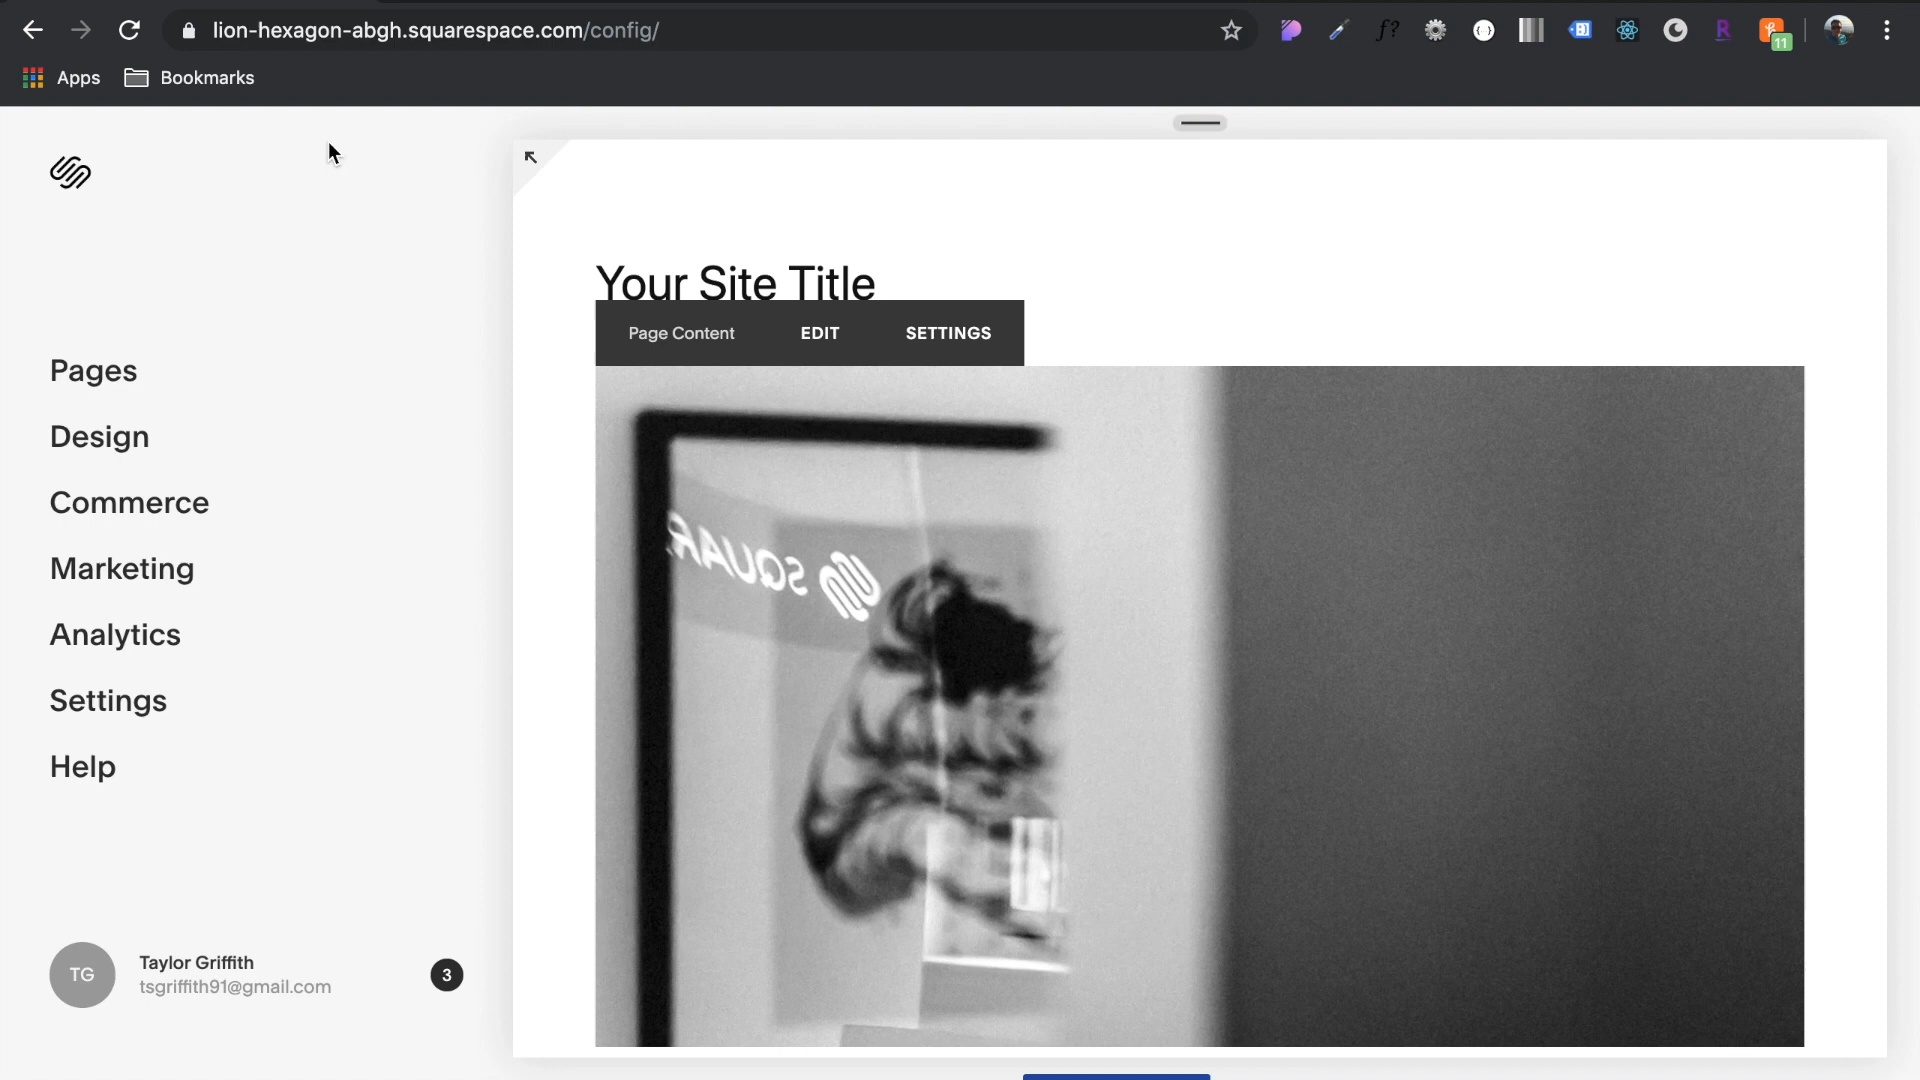 lion-hexagon-abgh.squarespace.com/config/
f?
R
11
Apps
Bookmarks
Your Site Title
Page Content EDIT SETTINGS
Pages
Design
Commerce
Marketing
Analytics
Settings
Help
SQUAR
TG
Taylor Griffith
tsgriffith91@gmail.com
3